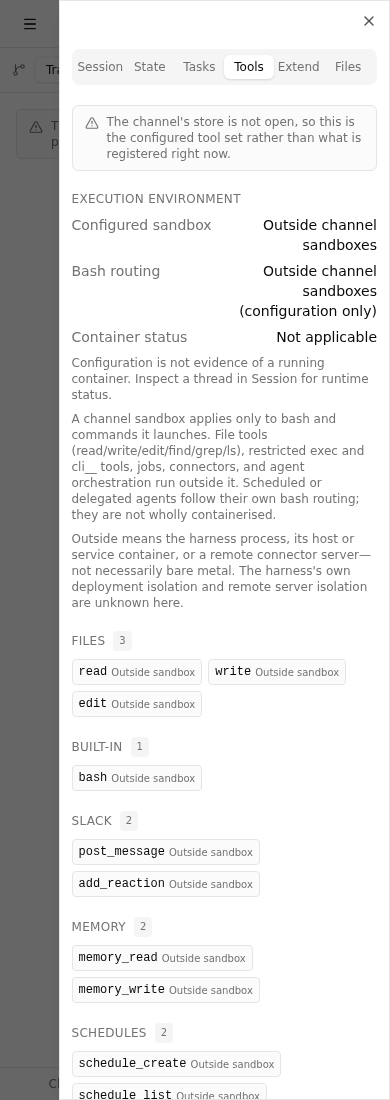 Session State Tasks Tools Extend Files
The channel's store is not open, so this is
the configured tool set rather than what is
registered right now.
EXECUTION ENVIRONMENT
Configured sandbox Outside channel
sandboxes
Bash routing Outside channel
sandboxes
(configuration only)
Container status Not applicable
Configuration is not evidence of a running
container. Inspect a thread in Session for runtime
status.
A channel sandbox applies only to bash and
commands it launches. File tools
(read/write/edit/find/grep/ls), restricted exec and
cli__ tools, jobs, connectors, and agent
orchestration run outside it. Scheduled or
delegated agents follow their own bash routing;
they are not wholly containerised.
Outside means the harness process, its host or
service container, or a remote connector server—
not necessarily bare metal. The harness's own
deployment isolation and remote server isolation
are unknown here.
FILES 3
read Outside sandbox write Outside sandbox
edit Outside sandbox
BUILT-IN 1
bash Outside sandbox
SLACK 2
post_message Outside sandbox
add_reaction Outside sandbox
MEMORY 2
memory_read Outside sandbox
memory_write Outside sandbox
SCHEDULES 2
schedule_create Outside sandbox
schedule_list Outside sandbox